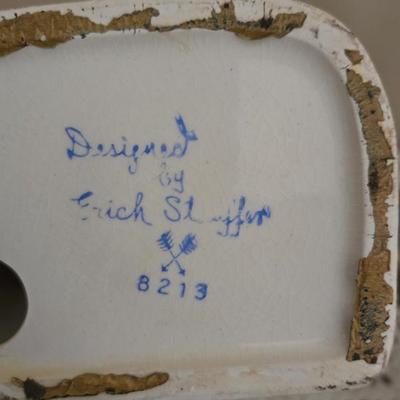 Designed
by
Erich Stauffer
8213